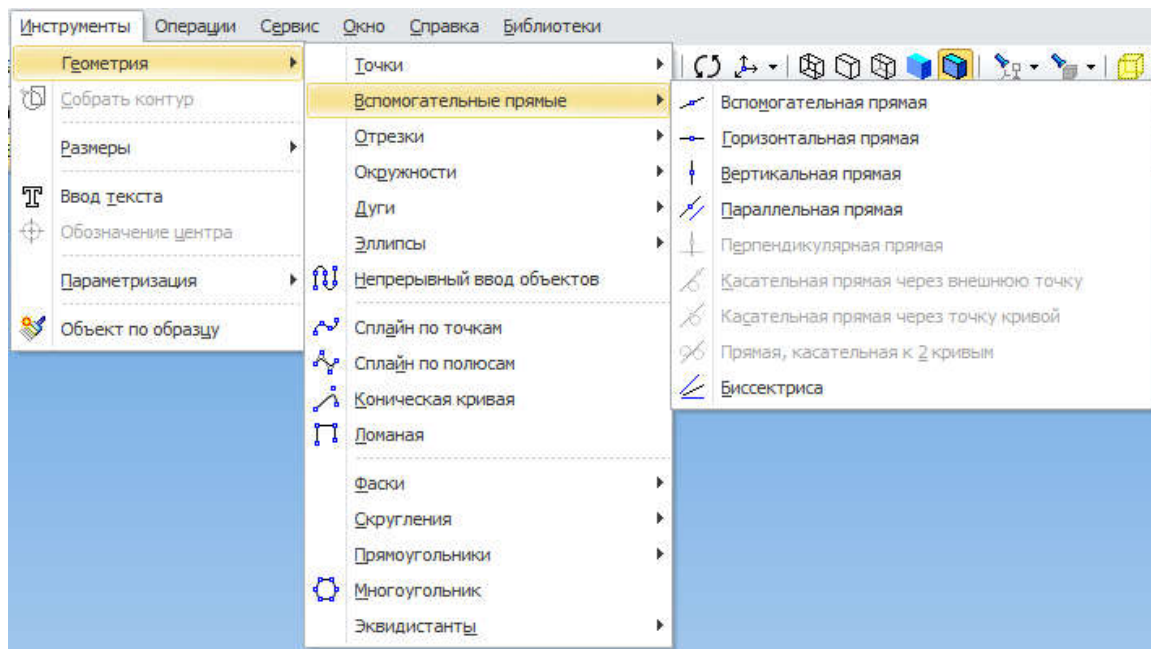 Инструменты Операции Сервис Окно Справка Библиотеки
Геометрия
Собрать контур
Размеры
Ввод текста
Обозначение центра
Параметризация
Объект по образцу
Точки
Вспомогательные прямые
Отрезки
Окружности
Дуги
Эллипсы
Непрерывный ввод объектов
Сплайн по точкам
Сплайн по полюсам
Коническая кривая
Ломаная
Фаски
Скругления
Прямоугольники
Многоугольник
Эквидистанты
Вспомогательная прямая
Горизонтальная прямая
Вертикальная прямая
Параллельная прямая
Перпендикулярная прямая
Касательная прямая через внешнюю точку
Касательная прямая через точку кривой
Прямая, касательная к 2 кривым
Биссектриса